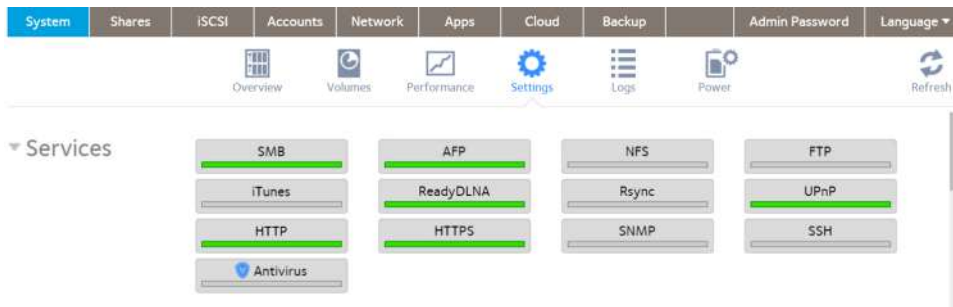 System Shares iSCSI Accounts Network Apps Cloud Backup Admin Password Language
Overview Volumes Performance Settings Logs Power Refresh
Services
SMB AFP NFS FTP
iTunes ReadyDLNA Rsync UPnP
HTTP HTTPS SNMP SSH
Antivirus